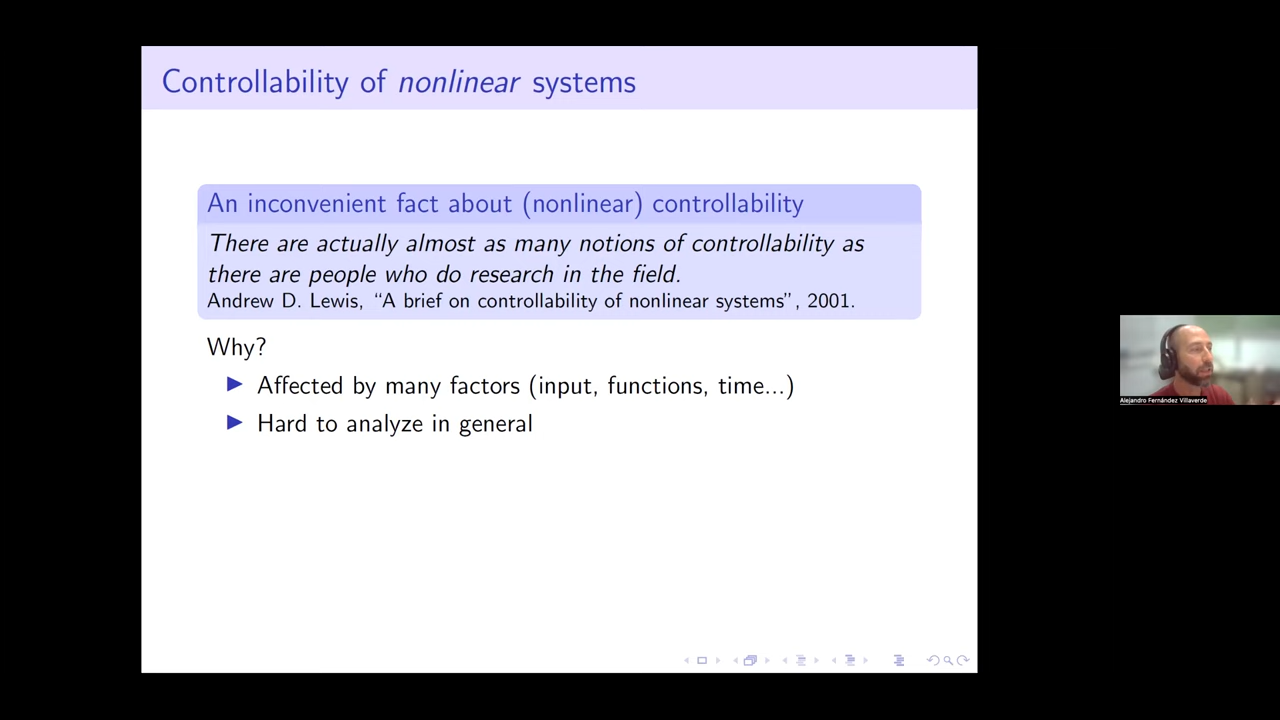 Controllability of nonlinear systems
An inconvenient fact about (nonlinear) controllability
There are actually almost as many notions of controllability as
there are people who do research in the field.
Andrew D. Lewis, “A brief on controllability of nonlinear systems”, 2001.
Why?
Affected by many factors (input, functions, time...)
Hard to analyze in general
Alejandro Fernández Villaverde